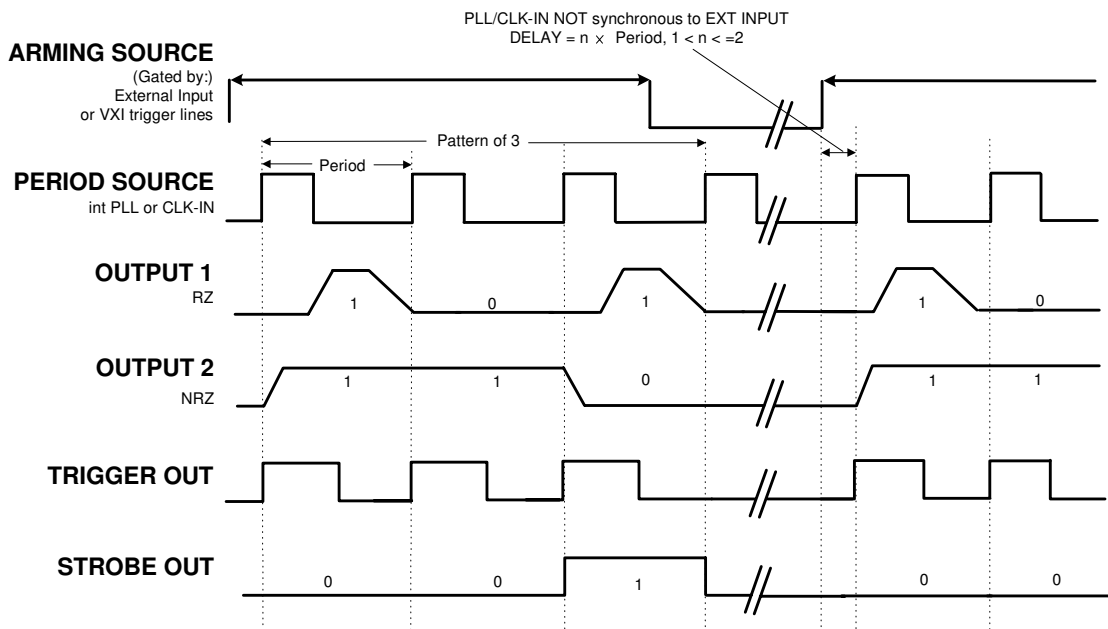 PLL/CLK-IN NOT synchronous to EXT INPUT
DELAY = n x Period, 1 < n <=2
ARMING SOURCE
(Gated by:)
External Input
or VXI trigger lines
Pattern of 3
Period
PERIOD SOURCE
int PLL or CLK-IN
OUTPUT 1
RZ
1 0 1 1 0
OUTPUT 2
NRZ
1 1 0 1 1
TRIGGER OUT
STROBE OUT
0 0 1 0 0